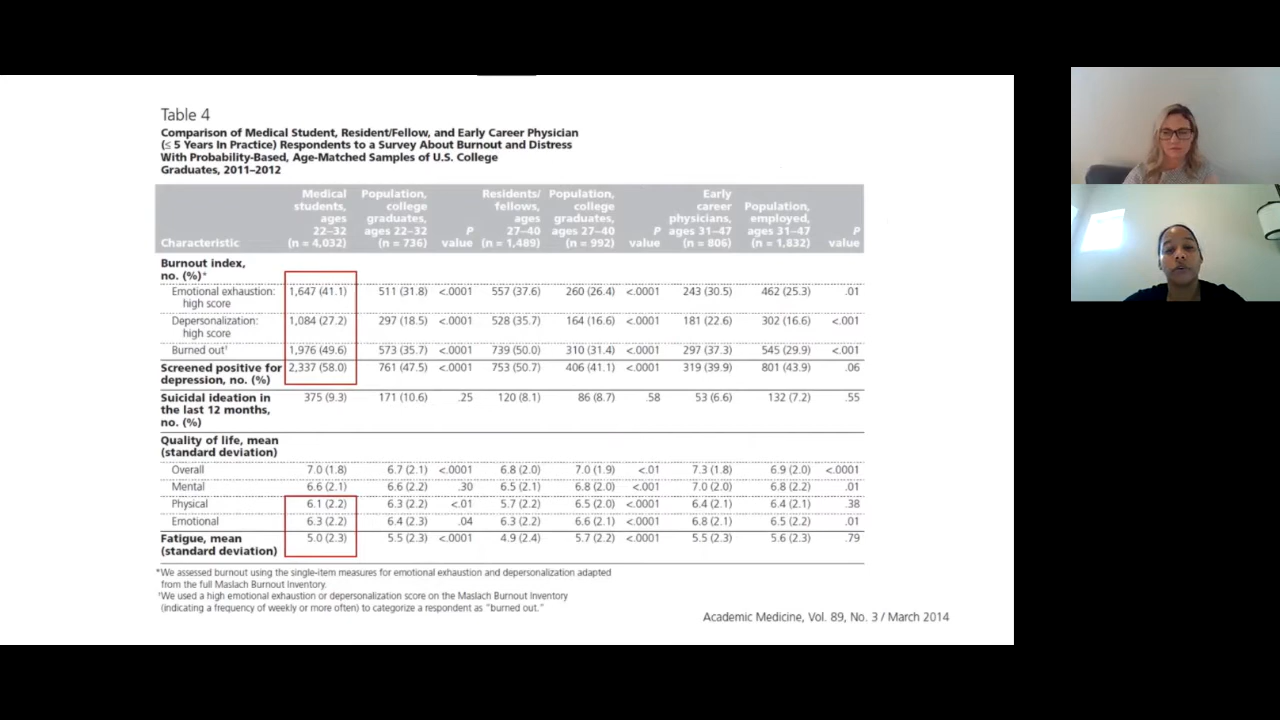 Table 4
Comparison of Medical Student, Resident/Fellow, and Early Career Physician
(≤ 5 Years In Practice) Respondents to a Survey About Burnout and Distress
With Probability-Based, Age-Matched Samples of U.S. College
Graduates, 2011–2012
Characteristic Medical students, ages 22–32 (n = 4,032) Population, college graduates, ages 22–32 (n = 736) P value Residents/fellows, ages 27–40 (n = 1,489) Population, college graduates, ages 27–40 (n = 992) P value Early career physicians, ages 31–47 (n = 806) Population, employed, ages 31–47 (n = 1,832) P value
Burnout index,
no. (%)*
Emotional exhaustion: 1,647 (41.1) 511 (31.8) <.0001 557 (37.6) 260 (26.4) <.0001 243 (30.5) 462 (25.3) .01
high score
Depersonalization: 1,084 (27.2) 297 (18.5) <.0001 528 (35.7) 164 (16.6) <.0001 181 (22.6) 302 (16.6) <.001
high score
Burned out† 1,976 (49.6) 573 (35.7) <.0001 739 (50.0) 310 (31.4) <.0001 297 (37.3) 545 (29.9) <.001
Screened positive for 2,337 (58.0) 761 (47.5) <.0001 753 (50.7) 406 (41.1) <.0001 319 (39.9) 801 (43.9) .06
depression, no. (%)
Suicidal ideation in 375 (9.3) 171 (10.6) .25 120 (8.1) 86 (8.7) .58 53 (6.6) 132 (7.2) .55
the last 12 months,
no. (%)
Quality of life, mean
(standard deviation)
Overall 7.0 (1.8) 6.7 (2.1) <.0001 6.8 (2.0) 7.0 (1.9) <.01 7.3 (1.8) 6.9 (2.0) <.0001
Mental 6.6 (2.1) 6.6 (2.2) .30 6.5 (2.1) 6.8 (2.0) <.001 7.0 (2.0) 6.8 (2.2) .01
Physical 6.1 (2.2) 6.3 (2.2) <.01 5.7 (2.2) 6.5 (2.0) <.0001 6.4 (2.1) 6.4 (2.1) .38
Emotional 6.3 (2.2) 6.4 (2.3) .04 6.3 (2.2) 6.6 (2.1) <.0001 6.8 (2.1) 6.5 (2.2) .01
Fatigue, mean 5.0 (2.3) 5.5 (2.3) <.0001 4.9 (2.4) 5.7 (2.2) <.0001 5.5 (2.3) 5.6 (2.3) .79
(standard deviation)
*We assessed burnout using the single-item measures for emotional exhaustion and depersonalization adapted
from the full Maslach Burnout Inventory.
†We used a high emotional exhaustion or depersonalization score on the Maslach Burnout Inventory
(indicating a frequency of weekly or more often) to categorize a respondent as “burned out.”
Academic Medicine, Vol. 89, No. 3 / March 2014